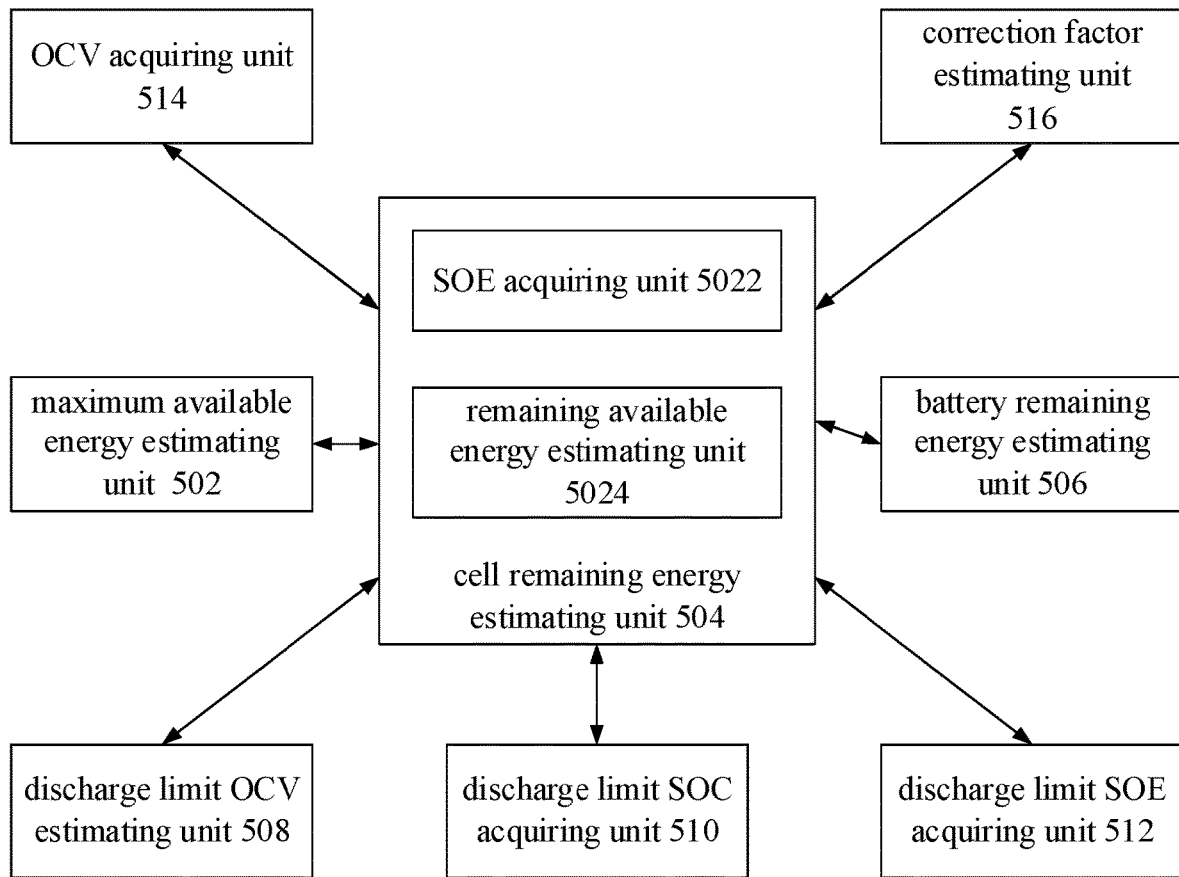 OCV acquiring unit
514
correction factor
estimating unit
516
SOE acquiring unit 5022
maximum available
energy estimating
unit 502
remaining available
energy estimating unit
5024
battery remaining
energy estimating
unit 506
cell remaining energy
estimating unit 504
discharge limit OCV
estimating unit 508
discharge limit SOC
acquiring unit 510
discharge limit SOE
acquiring unit 512